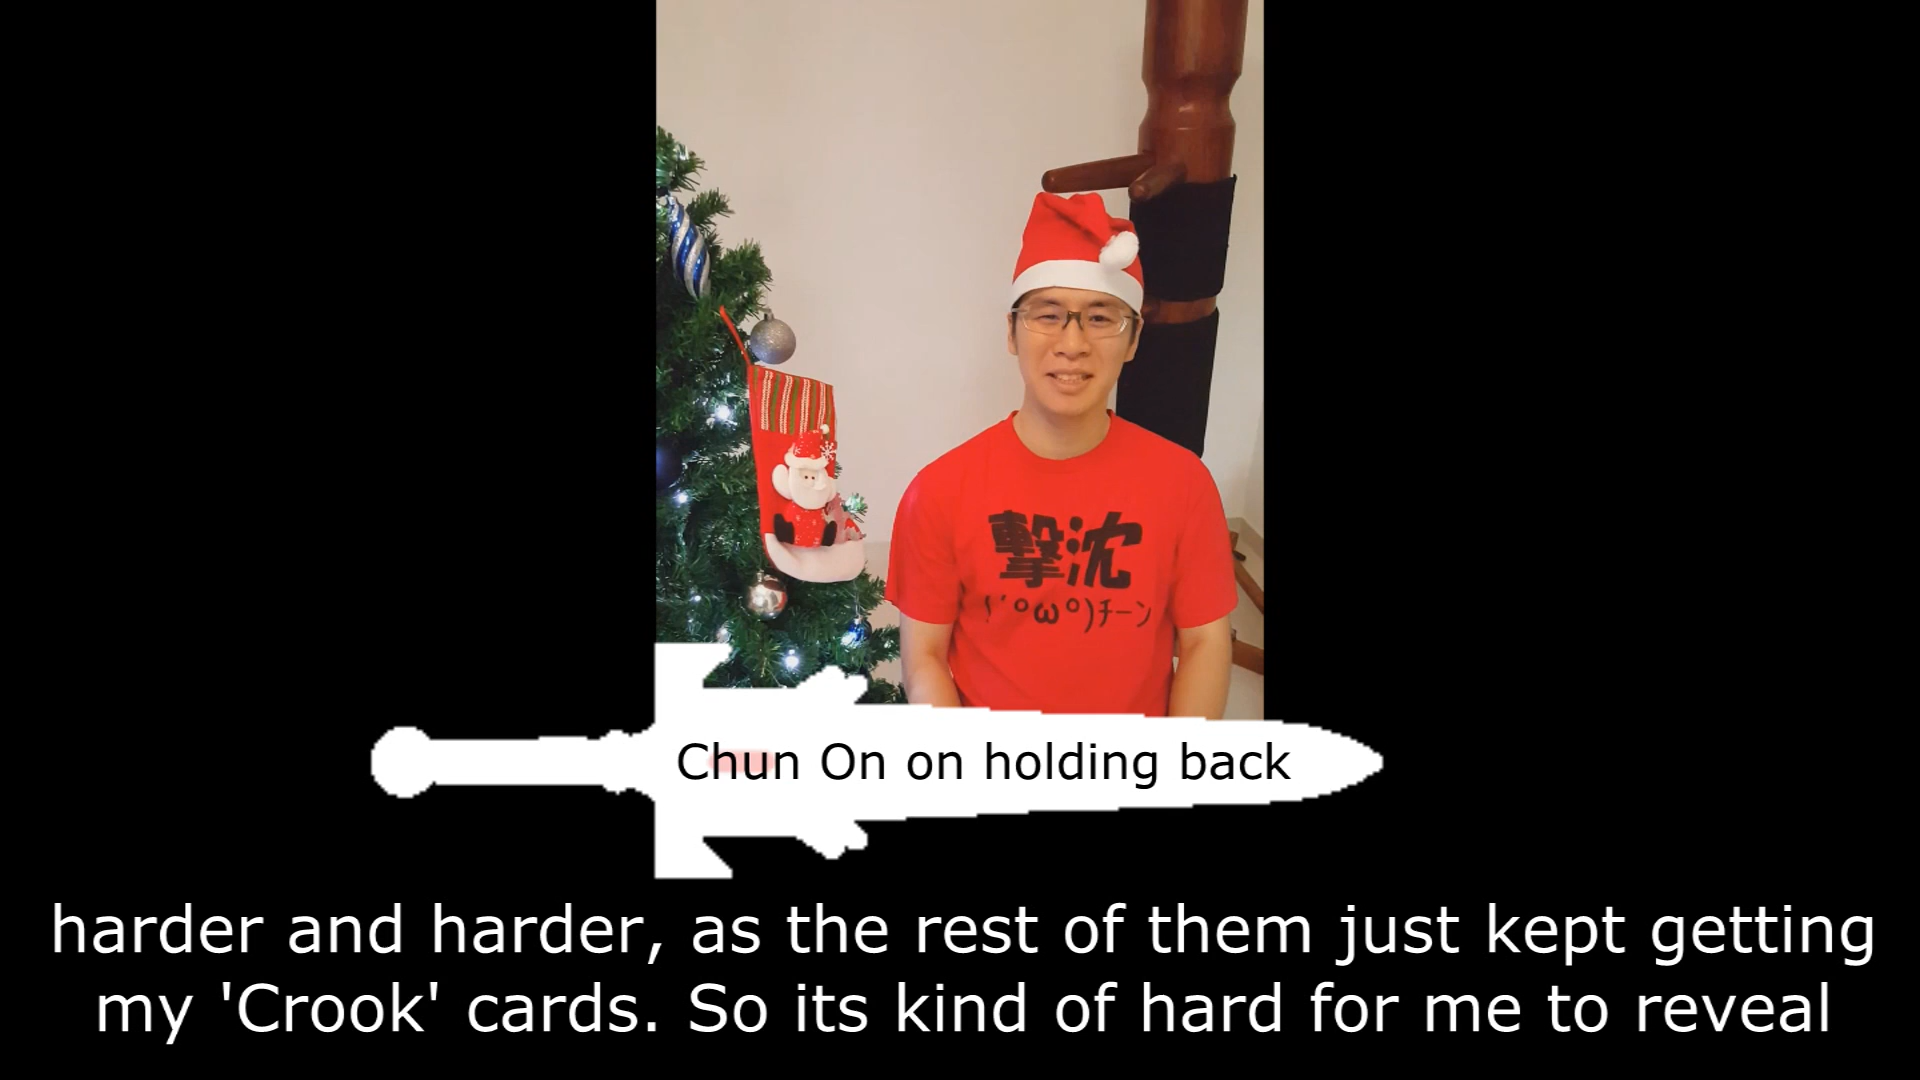 撃沈
(´ºωº)ﾁｰﾝ
Chun On on holding back
harder and harder, as the rest of them just kept getting
my 'Crook' cards. So its kind of hard for me to reveal